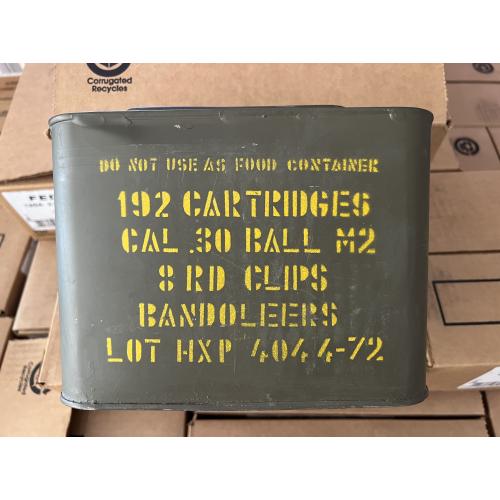 Corrugated
Recycles
DO NOT USE AS FOOD CONTAINER
192 CARTRIDGES
CAL .30 BALL M2
8 RD CLIPS
BANDOLEERS
LOT HXP 4044-72